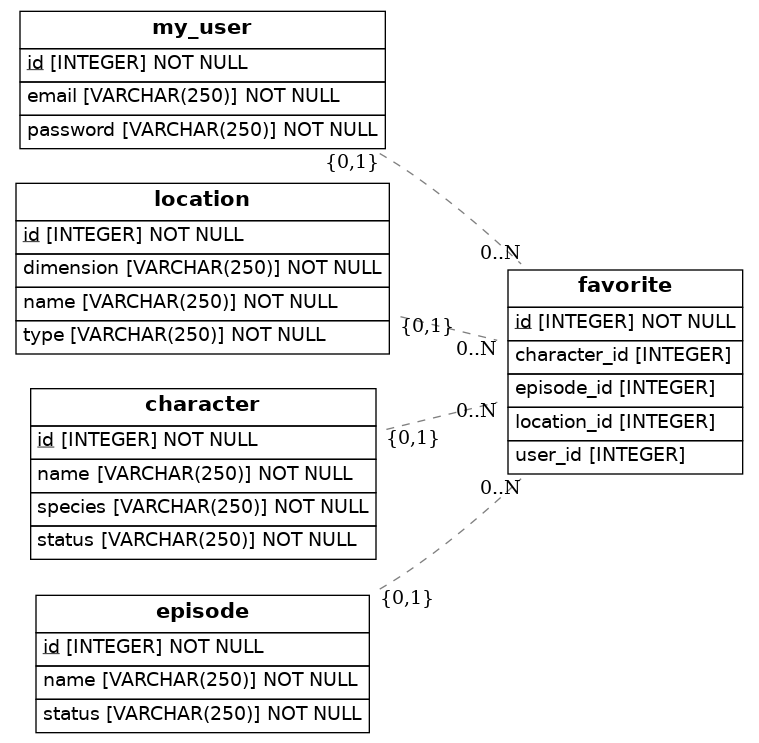 my_user
id [INTEGER] NOT NULL
email [VARCHAR(250)] NOT NULL
password [VARCHAR(250)] NOT NULL
{0,1}
0..N
location
id [INTEGER] NOT NULL
dimension [VARCHAR(250)] NOT NULL
name [VARCHAR(250)] NOT NULL
type [VARCHAR(250)] NOT NULL
{0,1}
0..N
character
id [INTEGER] NOT NULL
name [VARCHAR(250)] NOT NULL
species [VARCHAR(250)] NOT NULL
status [VARCHAR(250)] NOT NULL
{0,1}
0..N
episode
id [INTEGER] NOT NULL
name [VARCHAR(250)] NOT NULL
status [VARCHAR(250)] NOT NULL
{0,1}
0..N
favorite
id [INTEGER] NOT NULL
character_id [INTEGER]
episode_id [INTEGER]
location_id [INTEGER]
user_id [INTEGER]